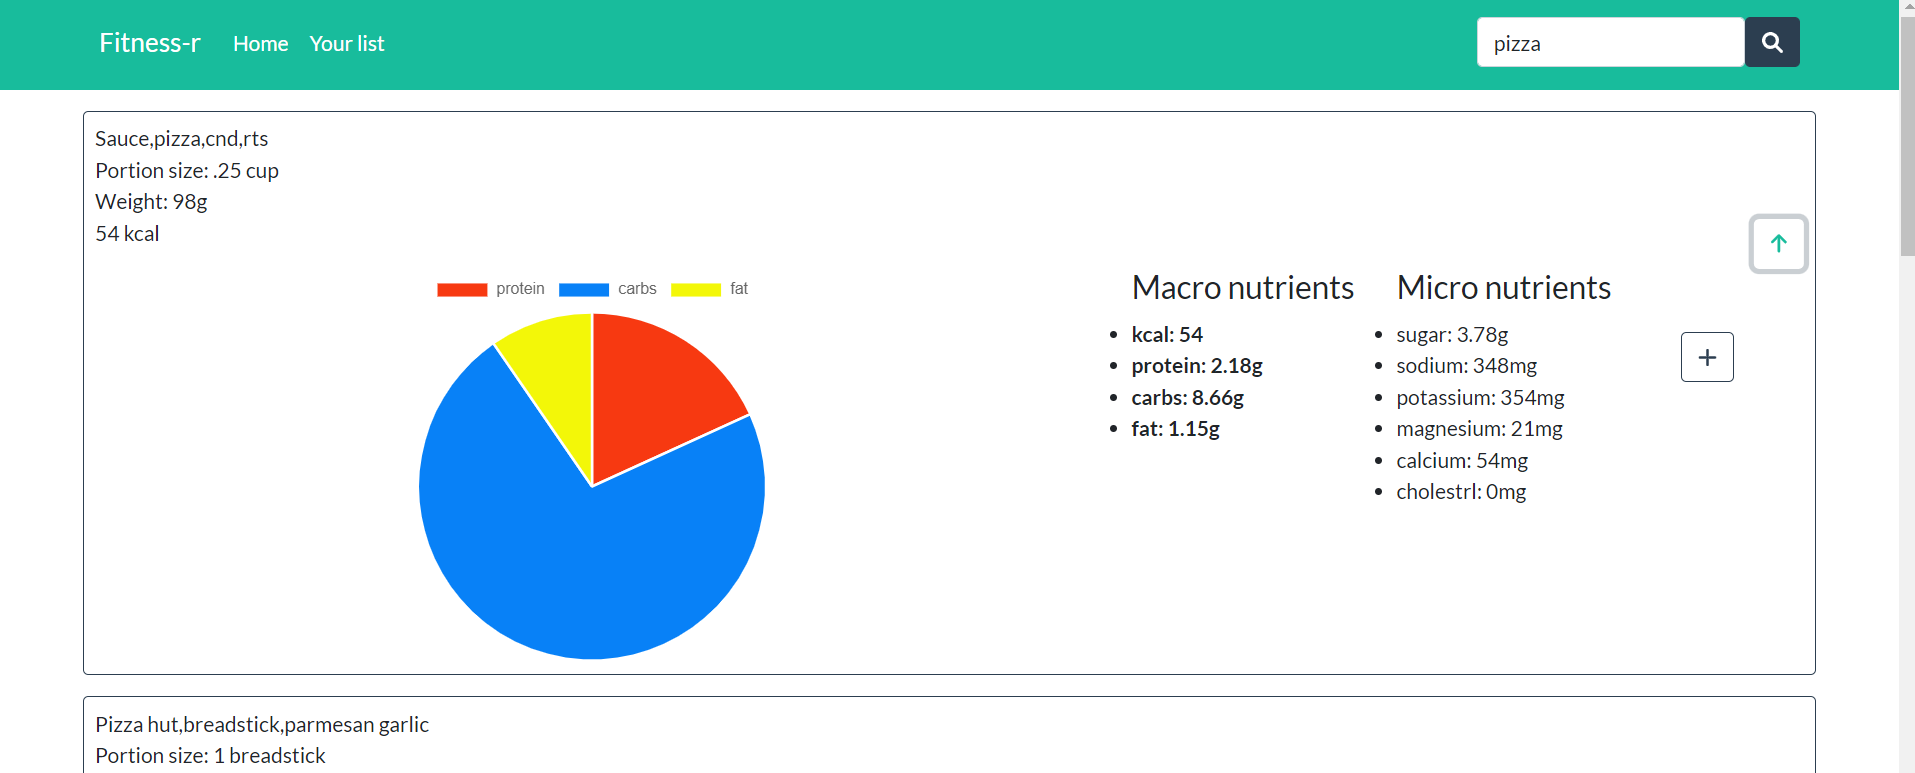 Fitness-r Home Your list pizza
Sauce,pizza,cnd,rts
Portion size: .25 cup
Weight: 98g
54 kcal
protein carbs fat
Macro nutrients
kcal: 54
protein: 2.18g
carbs: 8.66g
fat: 1.15g
Micro nutrients
sugar: 3.78g
sodium: 348mg
potassium: 354mg
magnesium: 21mg
calcium: 54mg
cholestrl: 0mg
Pizza hut,breadstick,parmesan garlic
Portion size: 1 breadstick